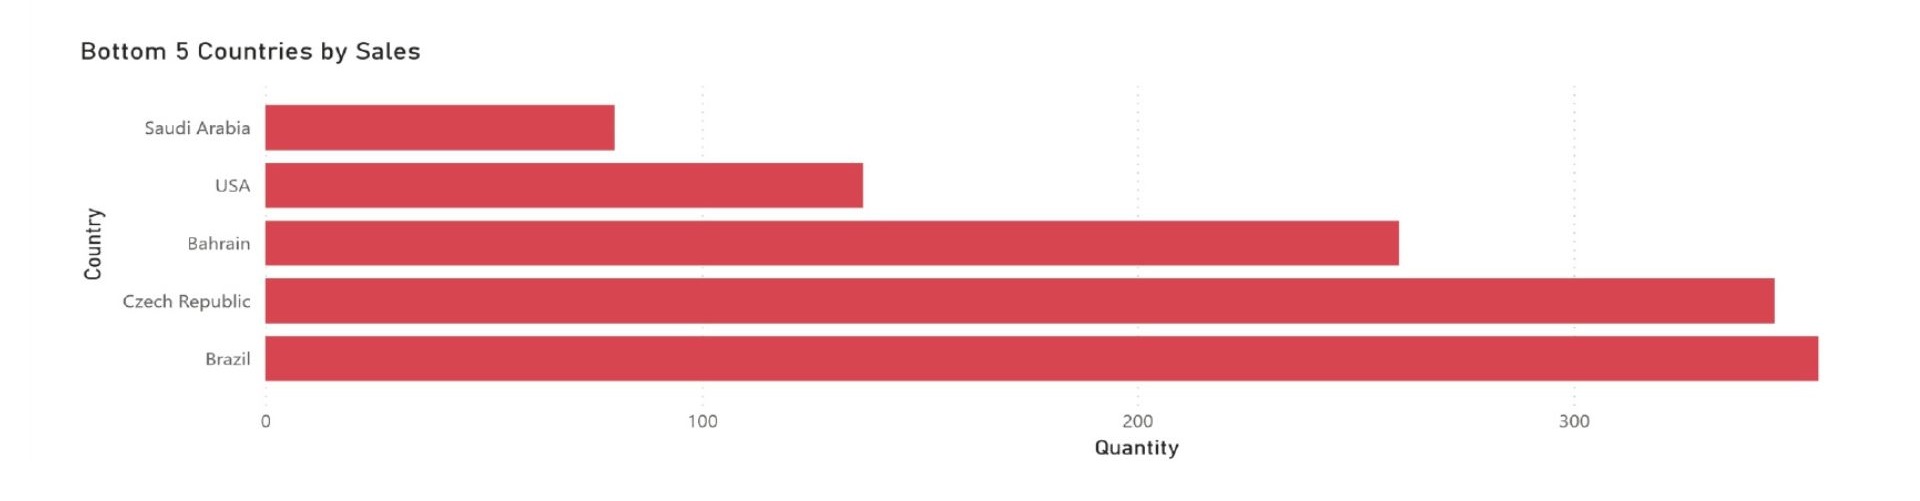 Bottom 5 Countries by Sales
Country
Saudi Arabia
USA
Bahrain
Czech Republic
Brazil
0 100 200 300
Quantity